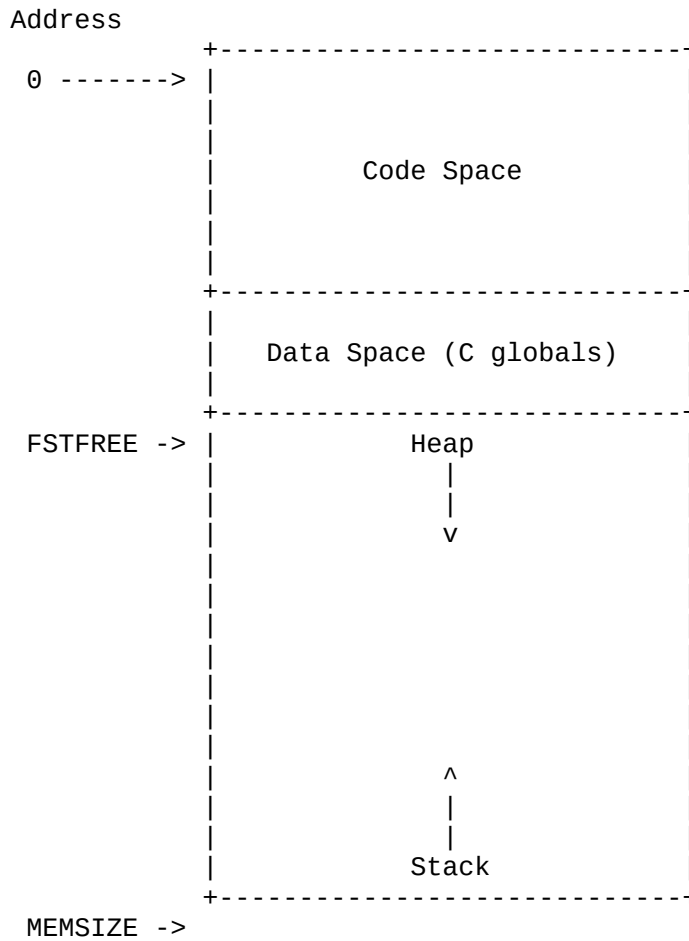 Address
0 ------->
Code Space
Data Space (C globals)
FSTFREE -> Heap
v
^
Stack
MEMSIZE ->